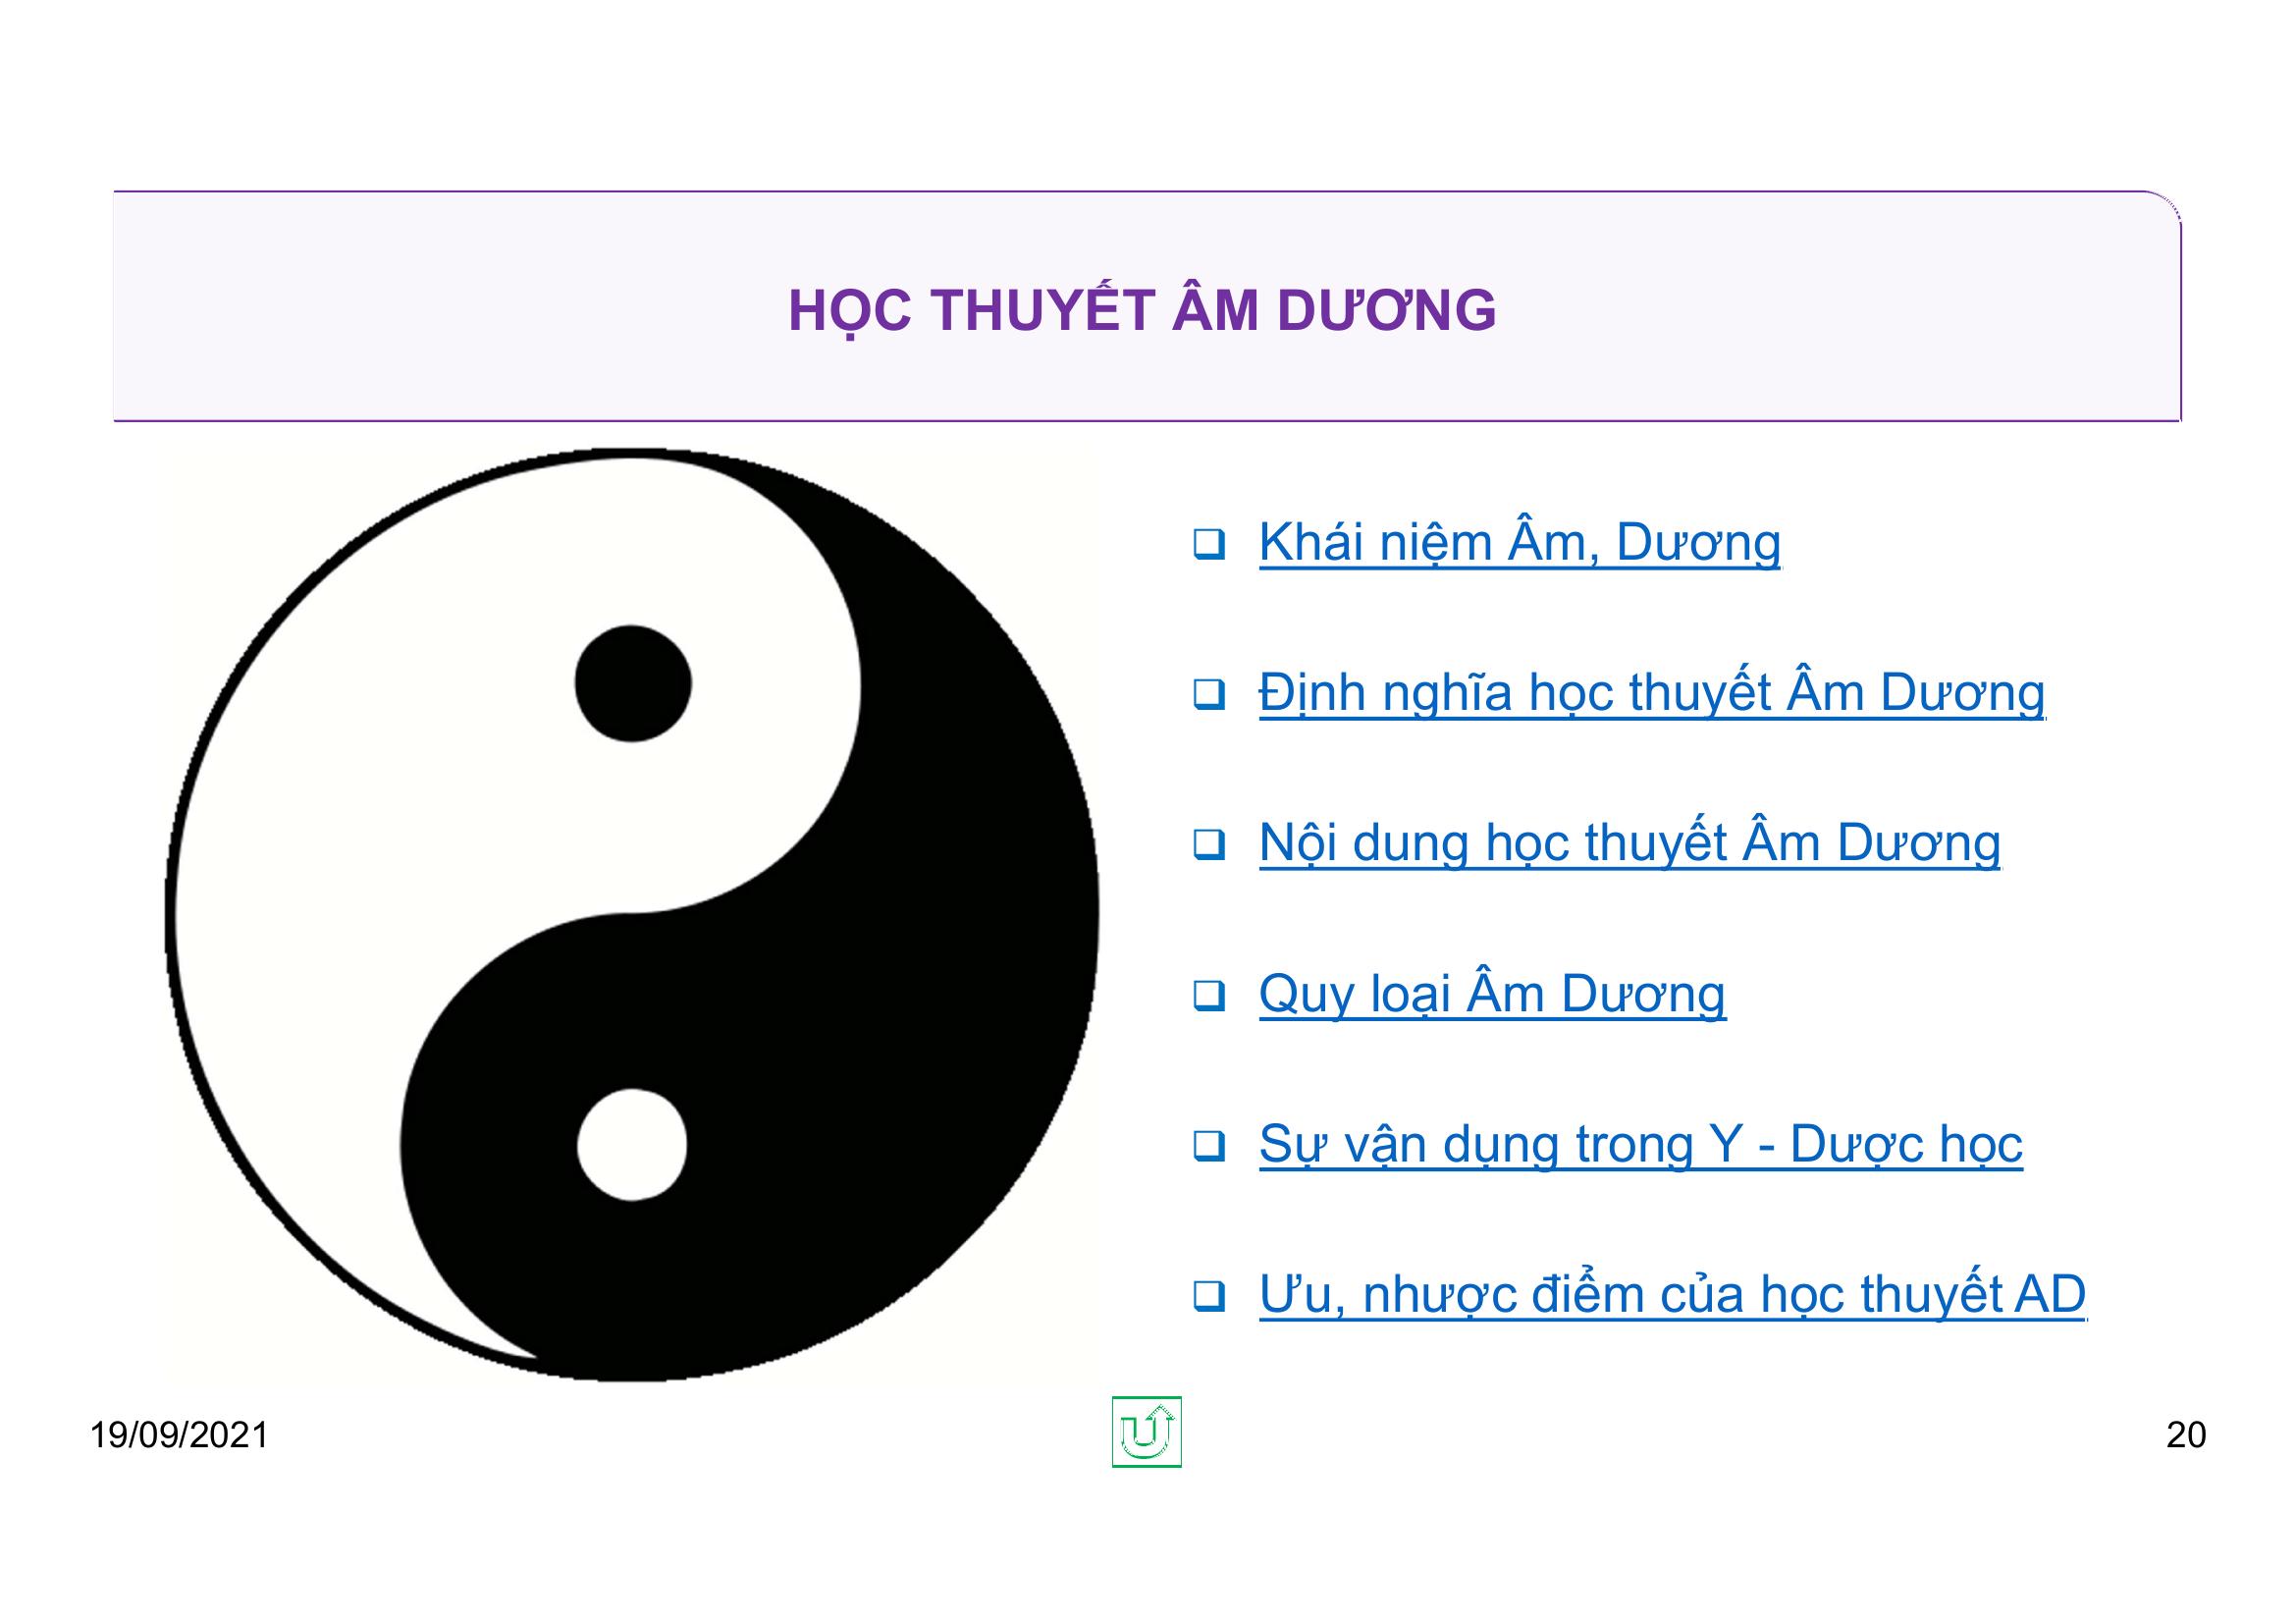 HỌC THUYẾT ÂM DƯƠNG
Khái niệm Âm, Dương
Định nghĩa học thuyết Âm Dương
Nội dung học thuyết Âm Dương
Quy loại Âm Dương
Sự vận dụng trong Y - Dược học
Ưu, nhược điểm của học thuyết AD
19/09/2021
20